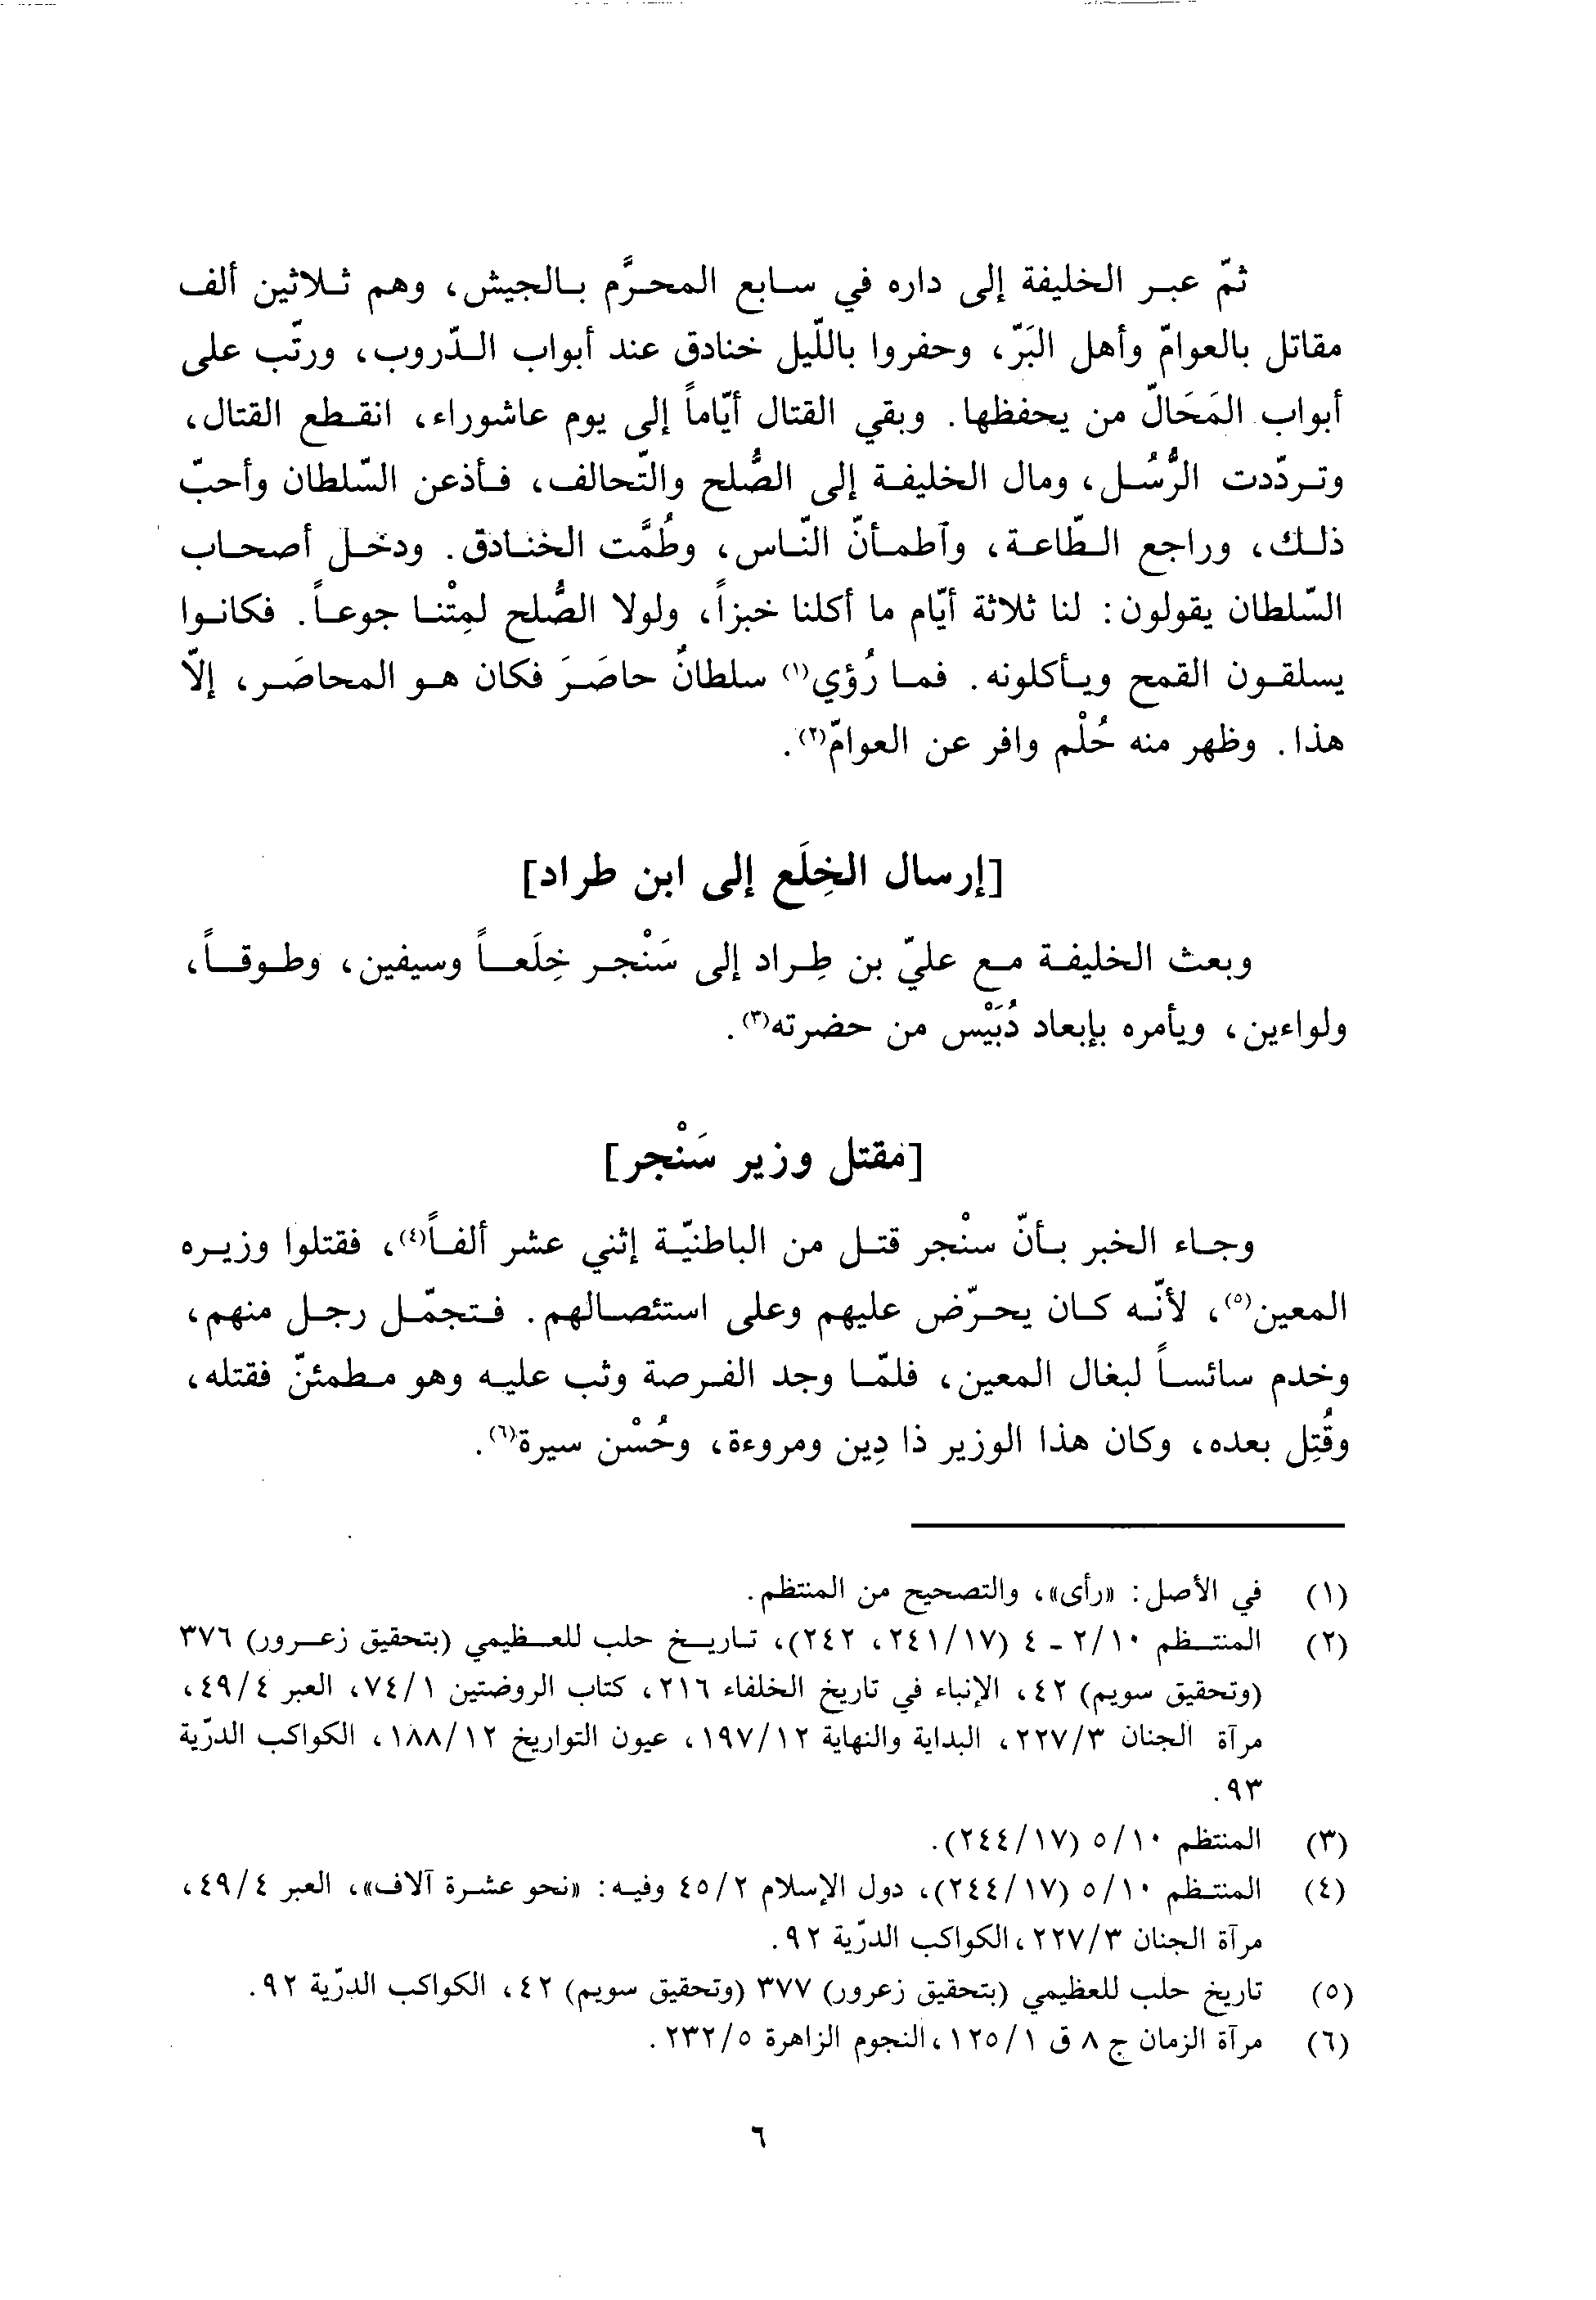 ثمّ عبر الخليفة إلى داره في سابع المحرَّم بالجيش، وهم ثلاثين ألف
مقاتل بالعوامّ وأهل البَرّ، وحفروا باللّيل خنادق عند أبواب الدّروب، ورتّب على
أبواب المَحَالّ من يحفظها. وبقي القتال أيّاماً إلى يوم عاشوراء، انقطع القتال،
وتردّدت الرُّسُل، ومال الخليفة إلى الصُّلح والتّحالف، فأذعن السّلطان وأحبّ
ذلك، وراجع الطّاعة، وآطمأنّ النّاس، وطُمَّت الخنادق. ودخل أصحاب
السّلطان يقولون: لنا ثلاثة أيّام ما أكلنا خبزاً، ولولا الصُّلح لمِتْنا جوعاً. فكانوا
يسلقون القمح ويأكلونه. فما رُؤي(١) سلطانٌ حاصَرَ فكان هو المحاصَر، إلّا
هذا. وظهر منه حُلْم وافر عن العوامّ(٢).
[إرسال الخِلَع إلى ابن طراد]
وبعث الخليفة مع عليّ بن طِراد إلى سَنْجر خِلَعاً وسيفين، وطوقاً،
ولواءين، ويأمره بإبعاد دُبَيْس من حضرته(٣).
[مقتل وزير سَنْجر]
وجاء الخبر بأنّ سنْجر قتل من الباطنيّة إثني عشر ألفاً(٤)، فقتلوا وزيره
المعين(٥)، لأنّه كان يحرّض عليهم وعلى استئصالهم. فتجمّل رجل منهم،
وخدم سائساً لبغال المعين، فلمّا وجد الفرصة وثب عليه وهو مطمئنّ فقتله،
وقُتِل بعده، وكان هذا الوزير ذا دِين ومروءة، وحُسْن سيرة(٦).
(١) في الأصل: «رأى»، والتصحيح من المنتظم.
(٢) المنتظم ٢/١٠ - ٤ (٢٤١/١٧، ٢٤٢)، تاريخ حلب للعظيمي (بتحقيق زعرور) ٣٧٦
(وتحقيق سويم) ٤٢، الإنباء في تاريخ الخلفاء ٢١٦، كتاب الروضتين ٧٤/١، العبر ٤٩/٤،
مرآة الجنان ٢٢٧/٣، البداية والنهاية ١٩٧/١٢، عيون التواريخ ١٨٨/١٢، الكواكب الدرّية
٩٣.
(٣) المنتظم ٥/١٠ (٢٤٤/١٧).
(٤) المنتظم ٥/١٠ (٢٤٤/١٧)، دول الإسلام ٤٥/٢ وفيه: «نحو عشرة آلاف»، العبر ٤٩/٤،
مرآة الجنان ٢٢٧/٣، الكواكب الدرّية ٩٢.
(٥) تاريخ حلب للعظيمي (بتحقيق زعرور) ٣٧٧ (وتحقيق سويم) ٤٢، الكواكب الدرّية ٩٢.
(٦) مرآة الزمان ج ٨ ق ١٢٥/١، النجوم الزاهرة ٢٣٢/٥.
٦